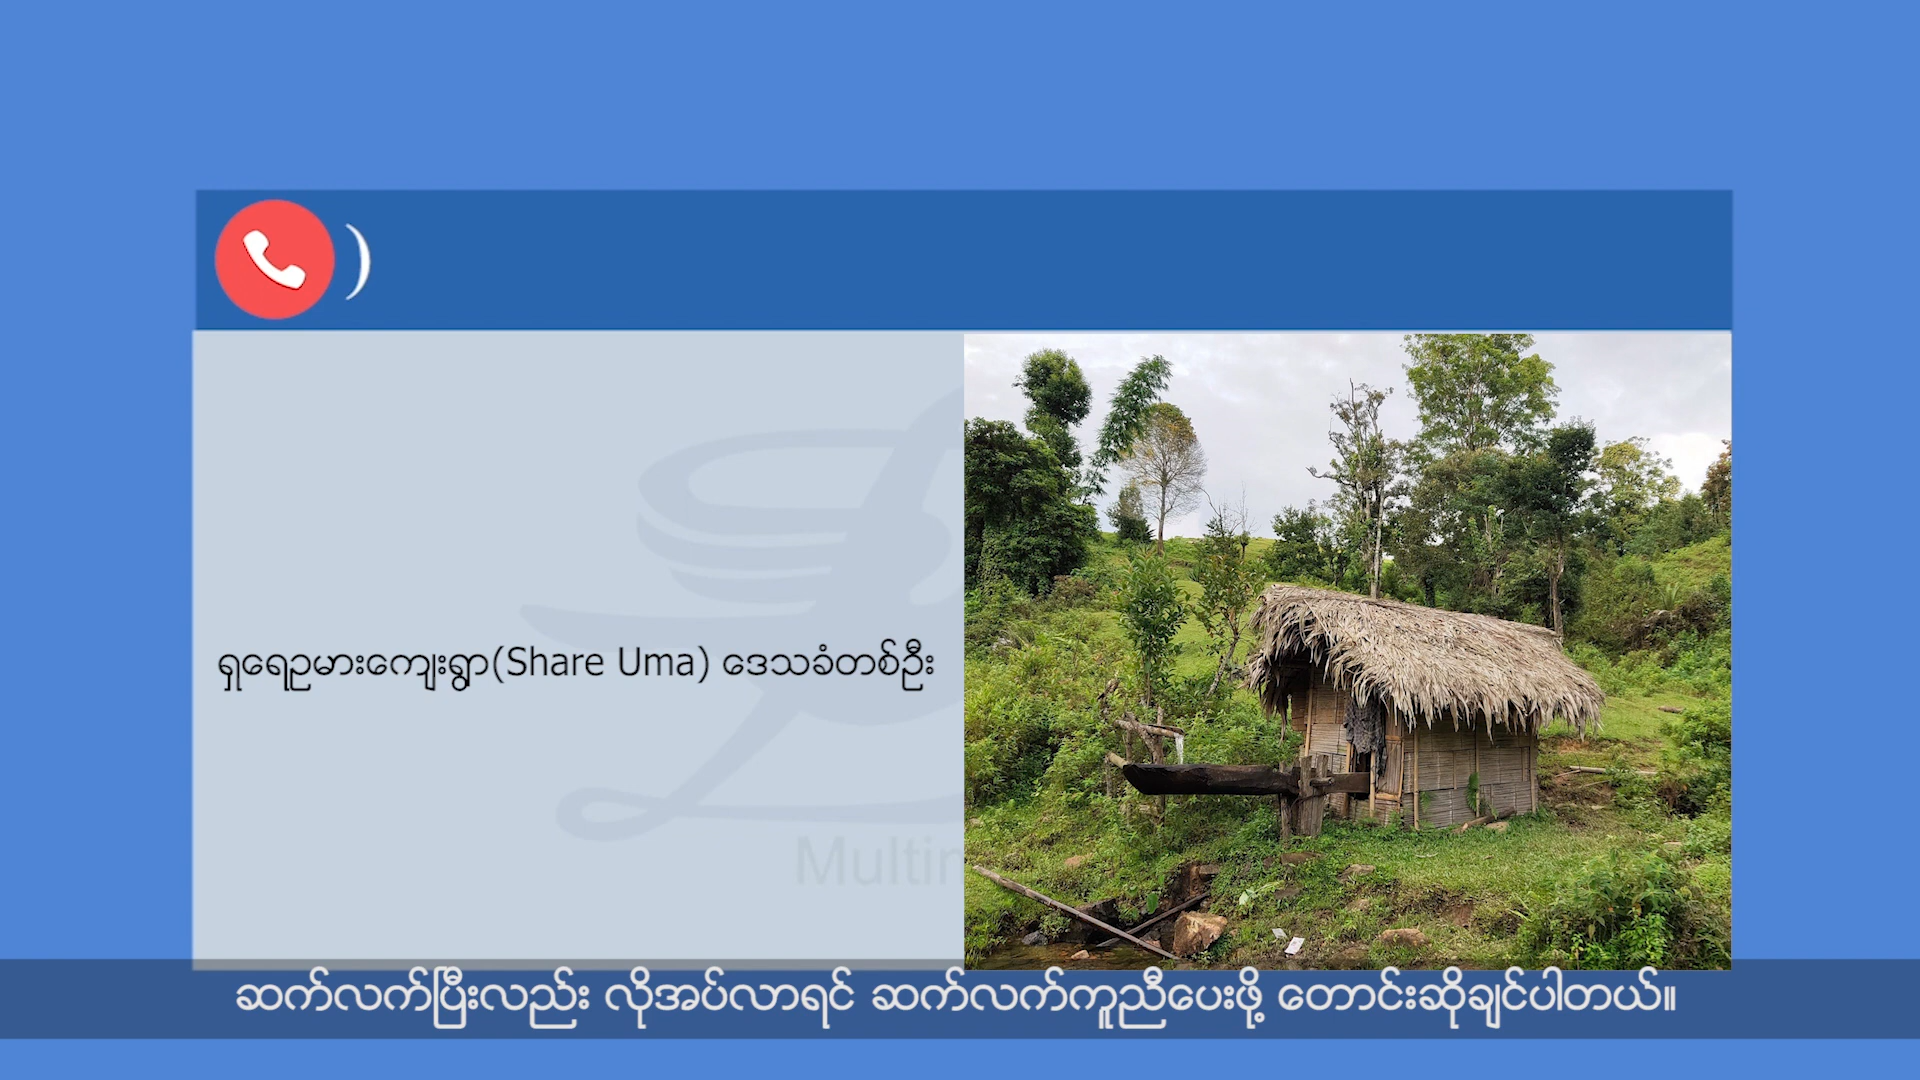 ရှရေဉမားကျေးရွာ(Share Uma) ဒေသခံတစ်ဦး
ဆက်လက်ပြီးလည်း လိုအပ်လာရင် ဆက်လက်ကူညီပေးဖို့ တောင်းဆိုချင်ပါတယ်။